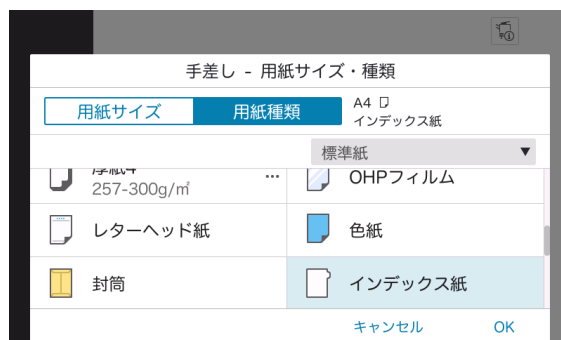 手差し - 用紙サイズ・種類
用紙サイズ
用紙種類
A4
インデックス紙
標準紙
厚紙4
257-300g/㎡
OHPフィルム
レターヘッド紙
色紙
封筒
インデックス紙
キャンセル
OK